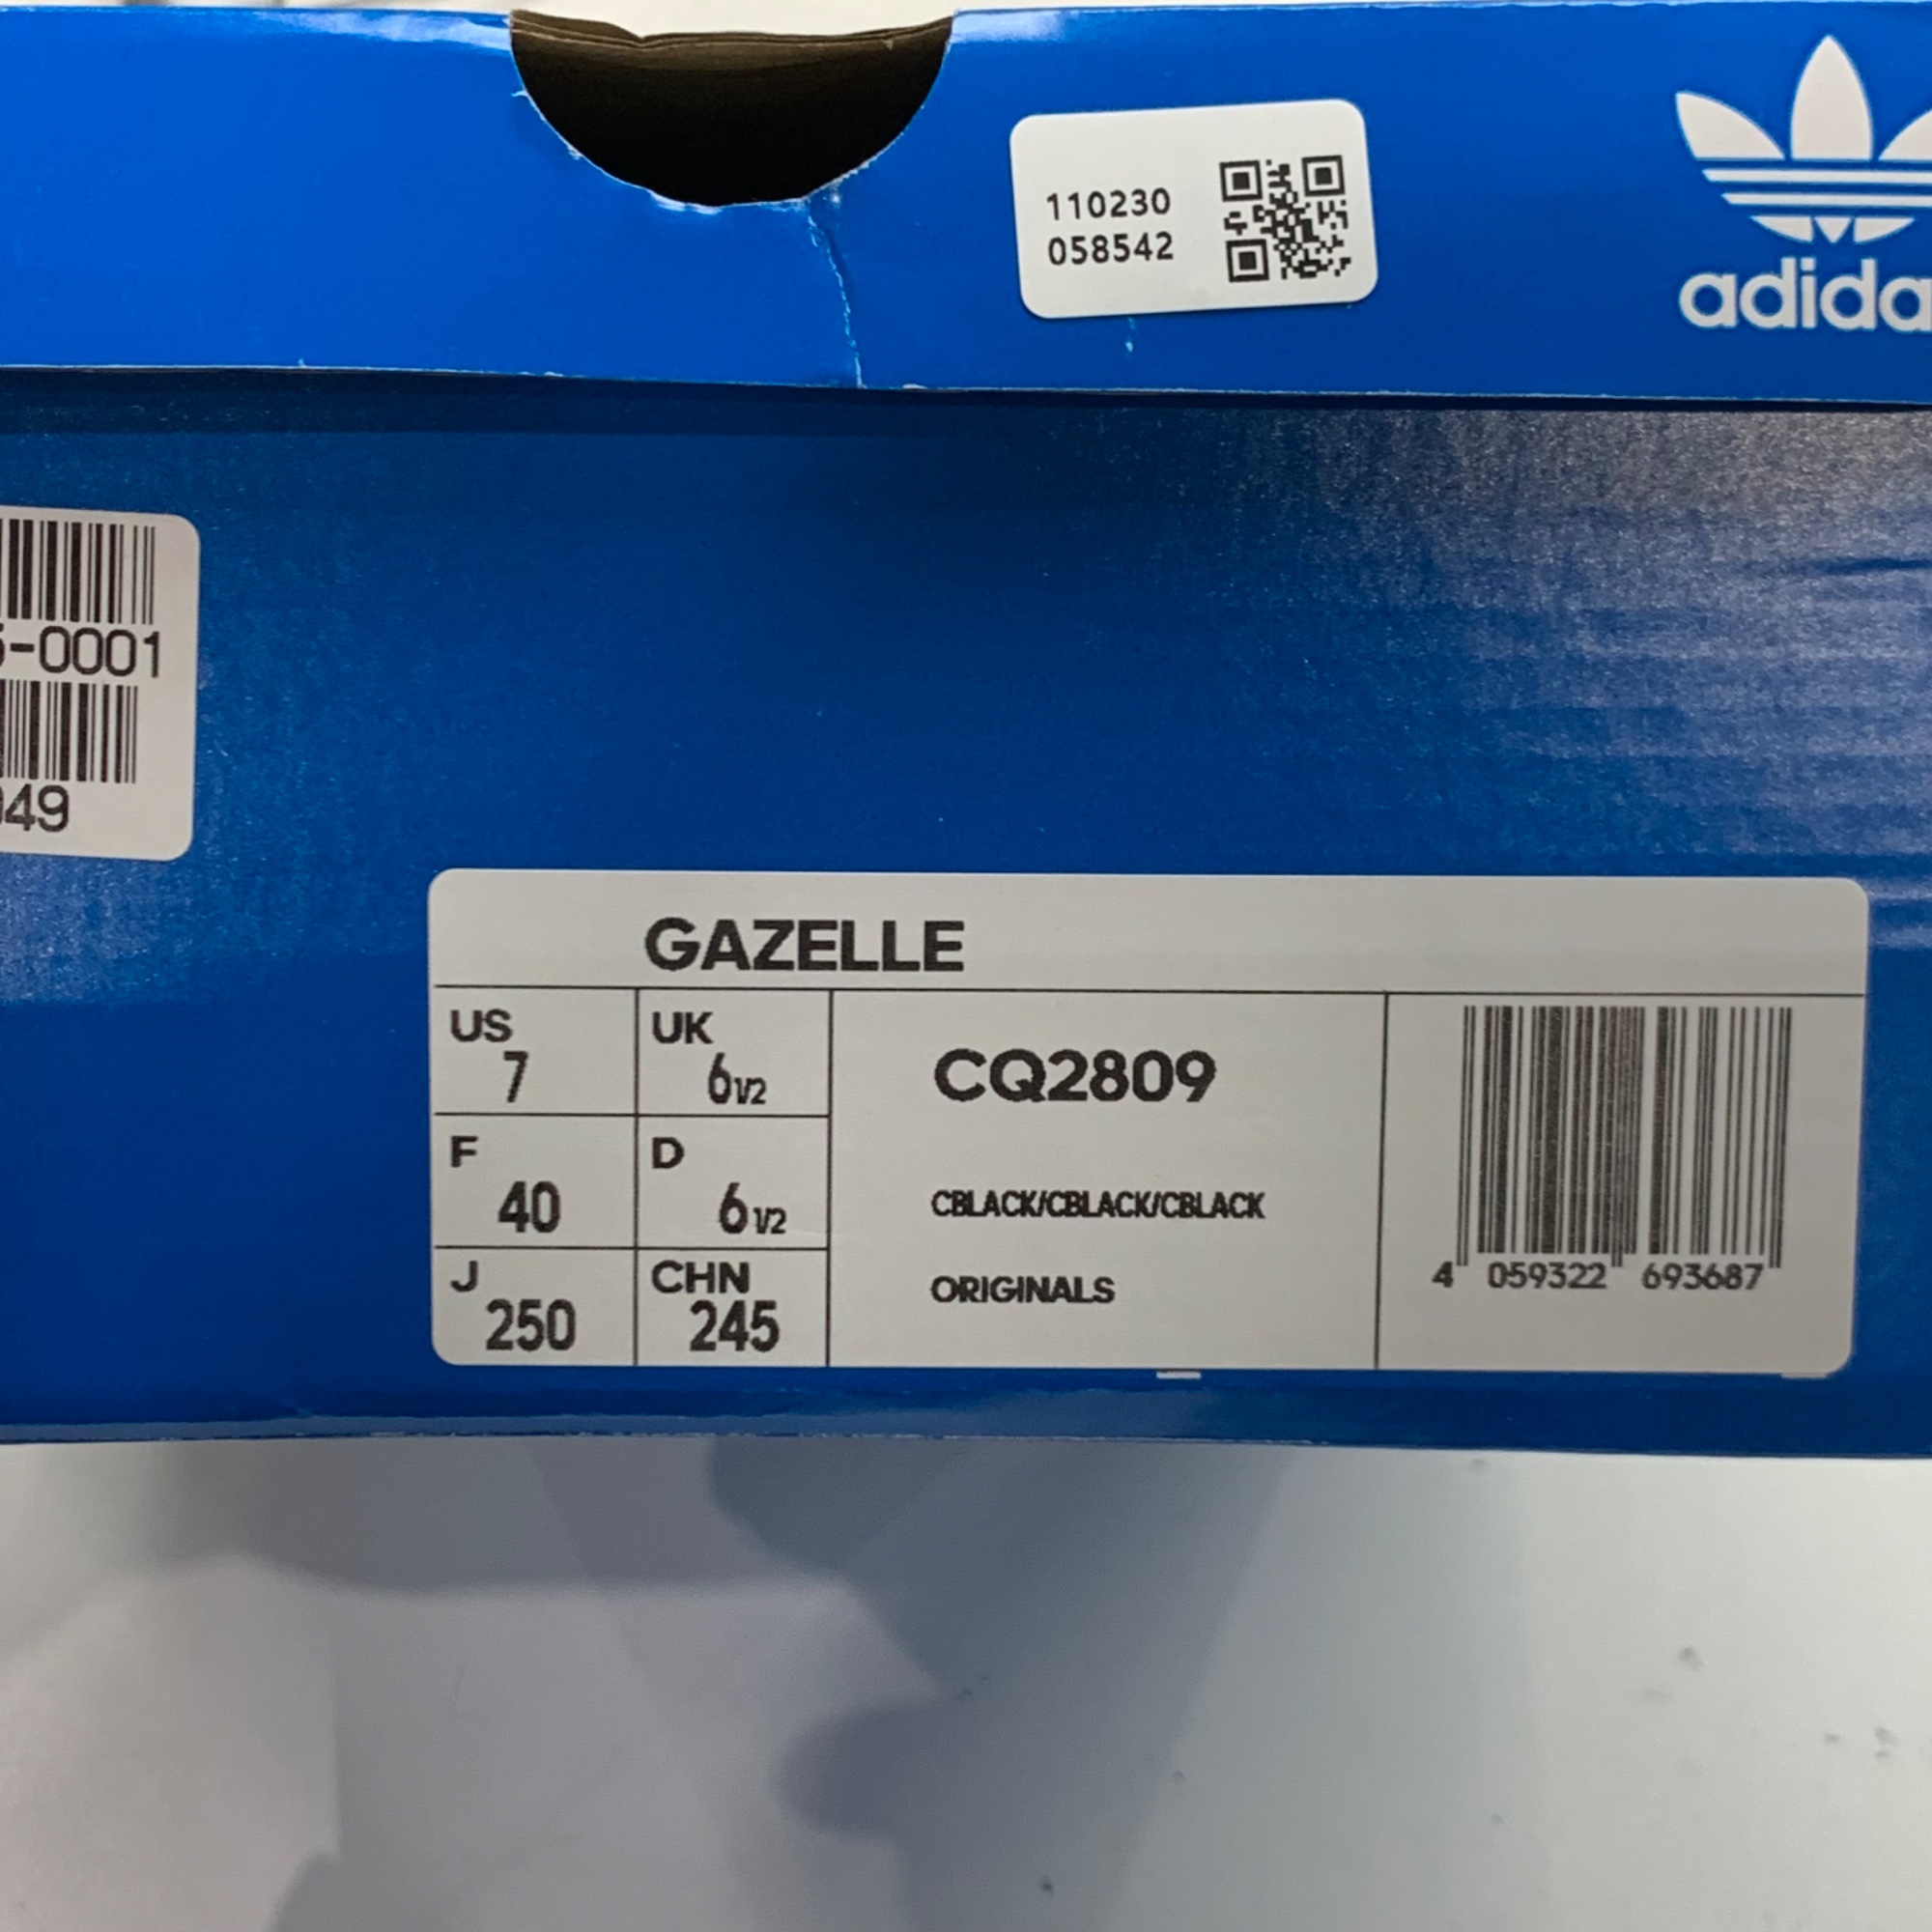 110230
058542
adida
-0001
49
GAZELLE
US
7
UK
6 1/2
F
40
D
6 1/2
J
250
CHN
245
CQ2809
CBLACK/CBLACK/CBLACK
ORIGINALS
4 059322 693687